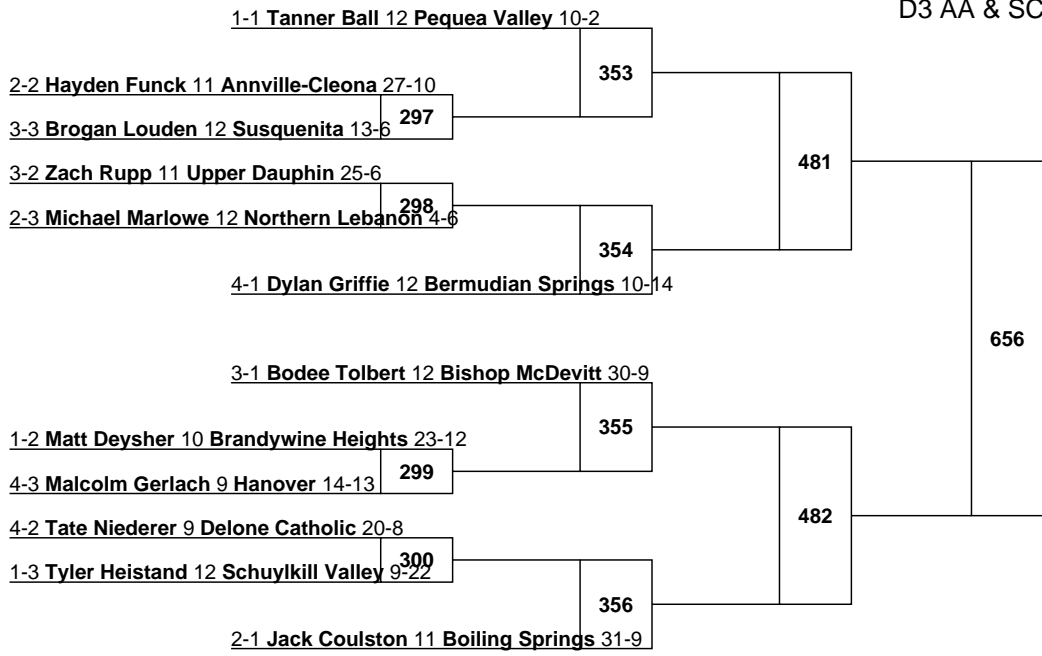 D3 AA & SC
1-1 Tanner Ball 12 Pequea Valley 10-2
353
2-2 Hayden Funck 11 Annville-Cleona 27-10
297
3-3 Brogan Louden 12 Susquenita 13-6
481
3-2 Zach Rupp 11 Upper Dauphin 25-6
298
2-3 Michael Marlowe 12 Northern Lebanon 4-6
354
4-1 Dylan Griffie 12 Bermudian Springs 10-14
656
3-1 Bodee Tolbert 12 Bishop McDevitt 30-9
355
1-2 Matt Deysher 10 Brandywine Heights 23-12
299
4-3 Malcolm Gerlach 9 Hanover 14-13
482
4-2 Tate Niederer 9 Delone Catholic 20-8
300
1-3 Tyler Heistand 12 Schuylkill Valley 9-22
356
2-1 Jack Coulston 11 Boiling Springs 31-9